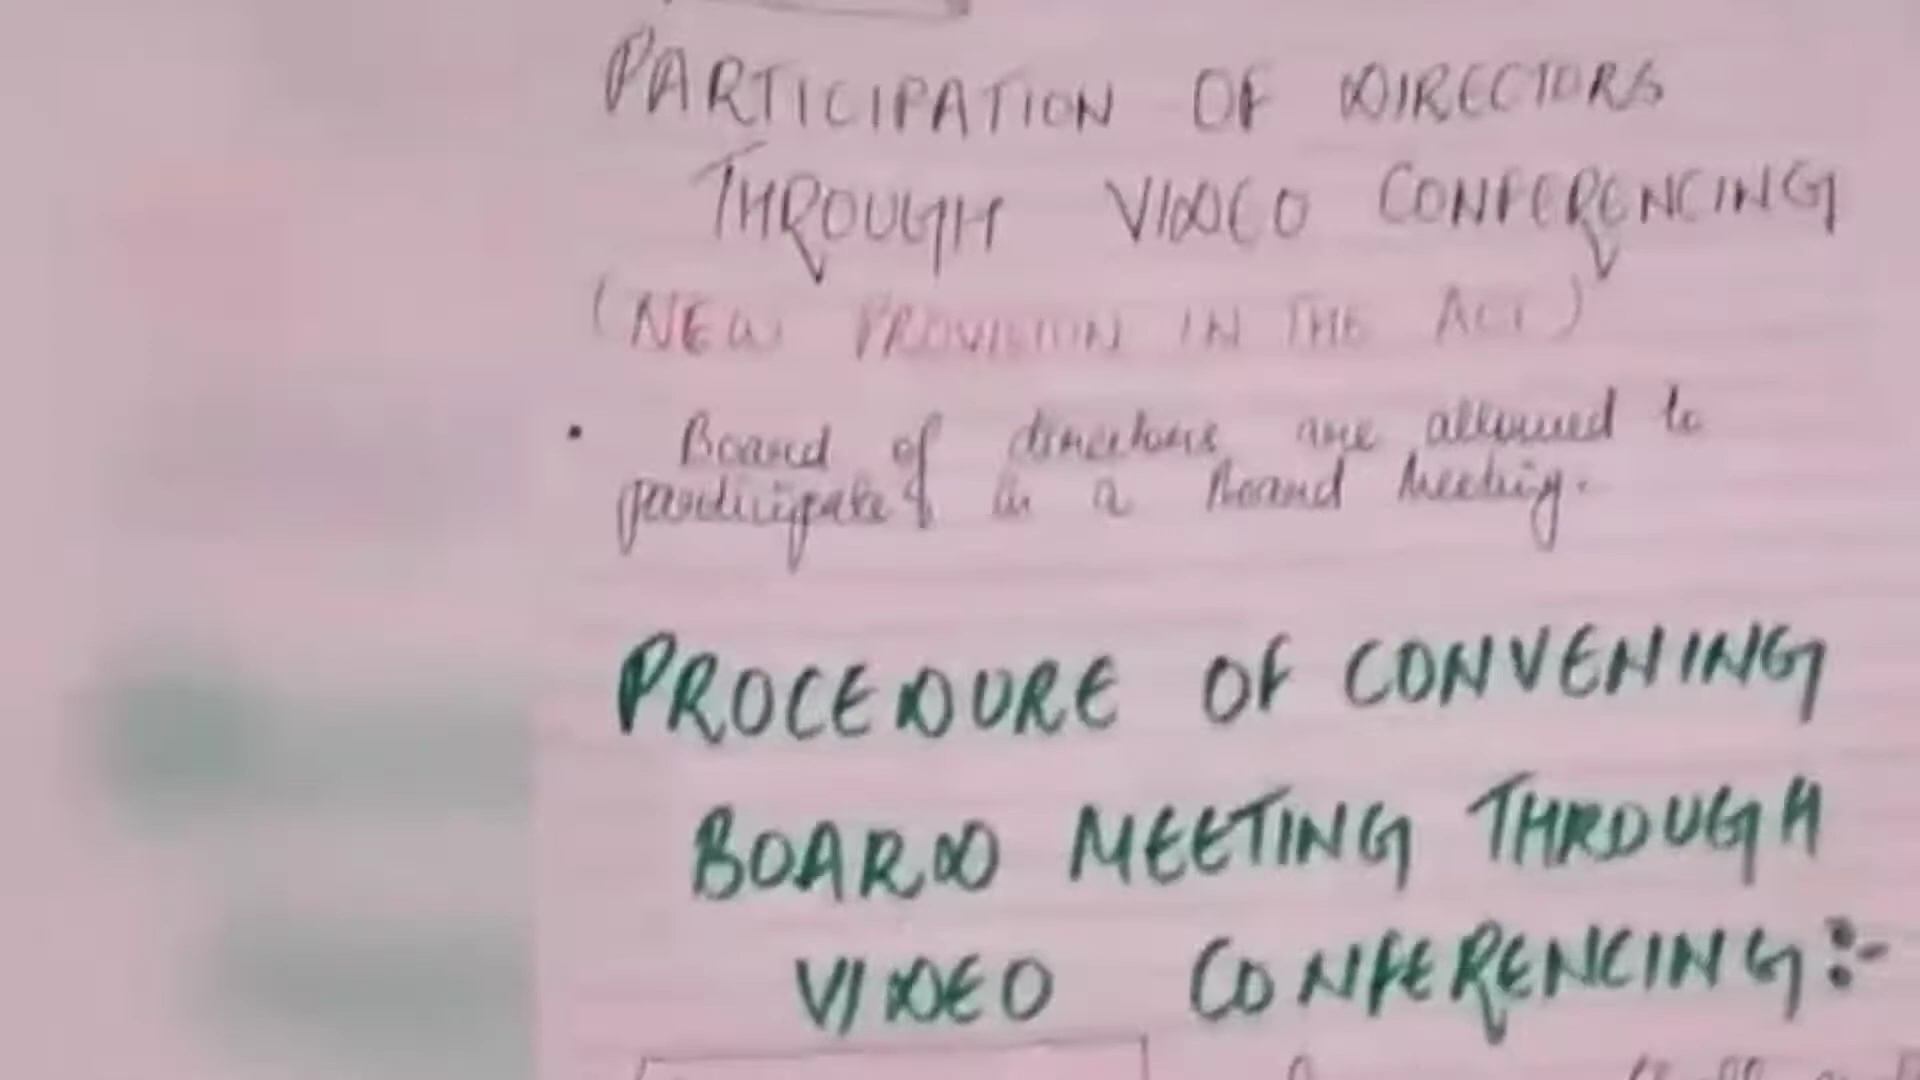 PARTICIPATION OF DIRECTORS
THROUGH VIDEO CONFERENCING
(NEW PROVISION IN THE ACT)
• Board of directors are allowed to
participate in a Board Meeting.
PROCEDURE OF CONVENING
BOARD MEETING THROUGH
VIDEO CONFERENCING:-